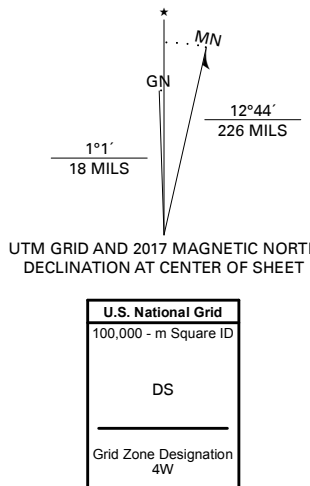 ★
MN
GN
12°44´
226 MILS
1°1´
18 MILS
UTM GRID AND 2017 MAGNETIC NORTH
DECLINATION AT CENTER OF SHEET
U.S. National Grid
100,000 - m Square ID
DS
Grid Zone Designation
4W